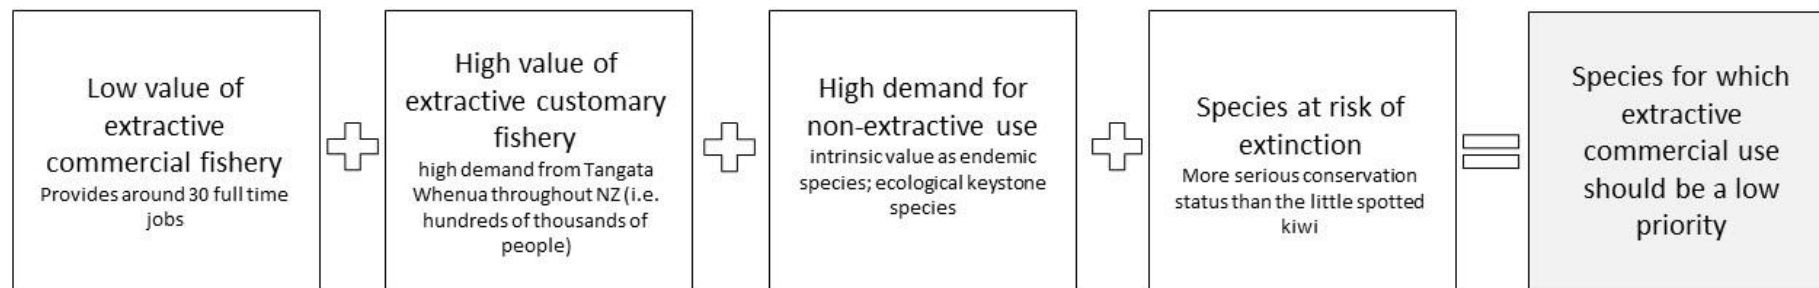 Low value of
extractive
commercial fishery
Provides around 30 full time
jobs
High value of
extractive customary
fishery
high demand from Tangata
Whenua throughout NZ (i.e.
hundreds of thousands of
people)
High demand for
non-extractive use
intrinsic value as endemic
species; ecological keystone
species
Species at risk of
extinction
More serious conservation
status than the little spotted
kiwi
Species for which
extractive
commercial use
should be a low
priority